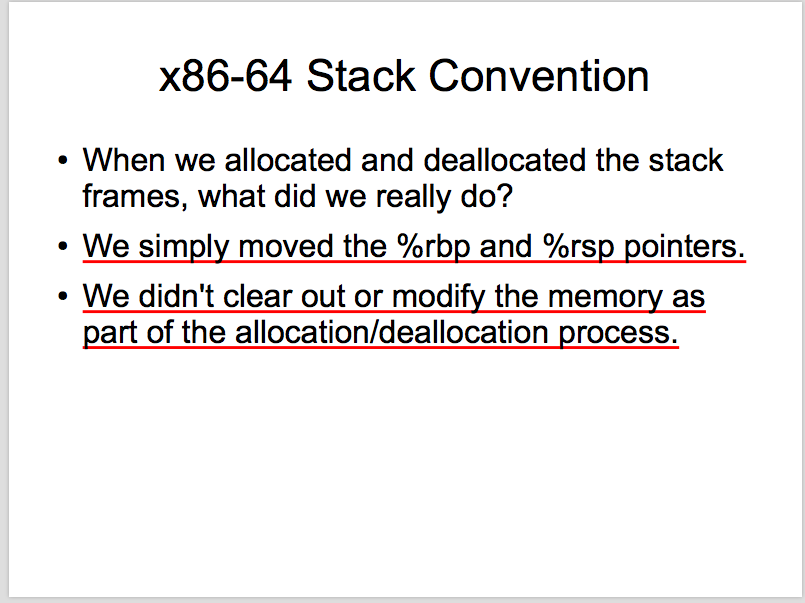 x86-64 Stack Convention
• When we allocated and deallocated the stack
frames, what did we really do?
• We simply moved the %rbp and %rsp pointers.
• We didn't clear out or modify the memory as
part of the allocation/deallocation process.